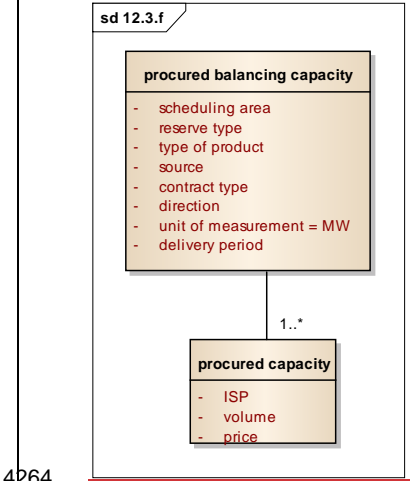 sd 12.3.f
procured balancing capacity
- scheduling area
- reserve type
- type of product
- source
- contract type
- direction
- unit of measurement = MW
- delivery period
1..*
procured capacity
- ISP
- volume
- price
4264